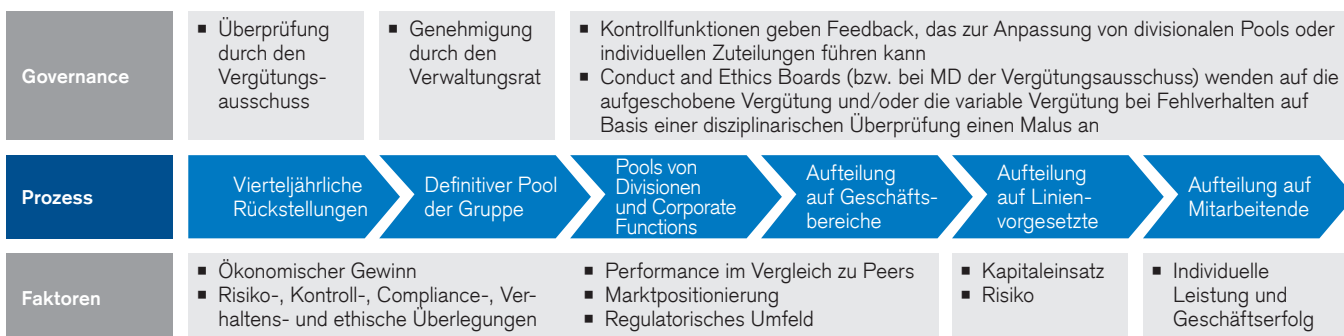 Governance
▪ Überprüfung
durch den
Vergütungs-
ausschuss
▪ Genehmigung
durch den
Verwaltungsrat
▪ Kontrollfunktionen geben Feedback, das zur Anpassung von divisionalen Pools oder
individuellen Zuteilungen führen kann
▪ Conduct and Ethics Boards (bzw. bei MD der Vergütungsausschuss) wenden auf die
aufgeschobene Vergütung und/oder die variable Vergütung bei Fehlverhalten auf
Basis einer disziplinarischen Überprüfung einen Malus an
Prozess
Vierteljährliche
Rückstellungen
Definitiver Pool
der Gruppe
Pools von
Divisionen
und Corporate
Functions
Aufteilung
auf Geschäfts-
bereiche
Aufteilung
auf Linien-
vorgesetzte
Aufteilung auf
Mitarbeitende
Faktoren
▪ Ökonomischer Gewinn
▪ Risiko-, Kontroll-, Compliance-, Ver-
haltens- und ethische Überlegungen
▪ Performance im Vergleich zu Peers
▪ Marktpositionierung
▪ Regulatorisches Umfeld
▪ Kapitaleinsatz
▪ Risiko
▪ Individuelle
Leistung und
Geschäftserfolg